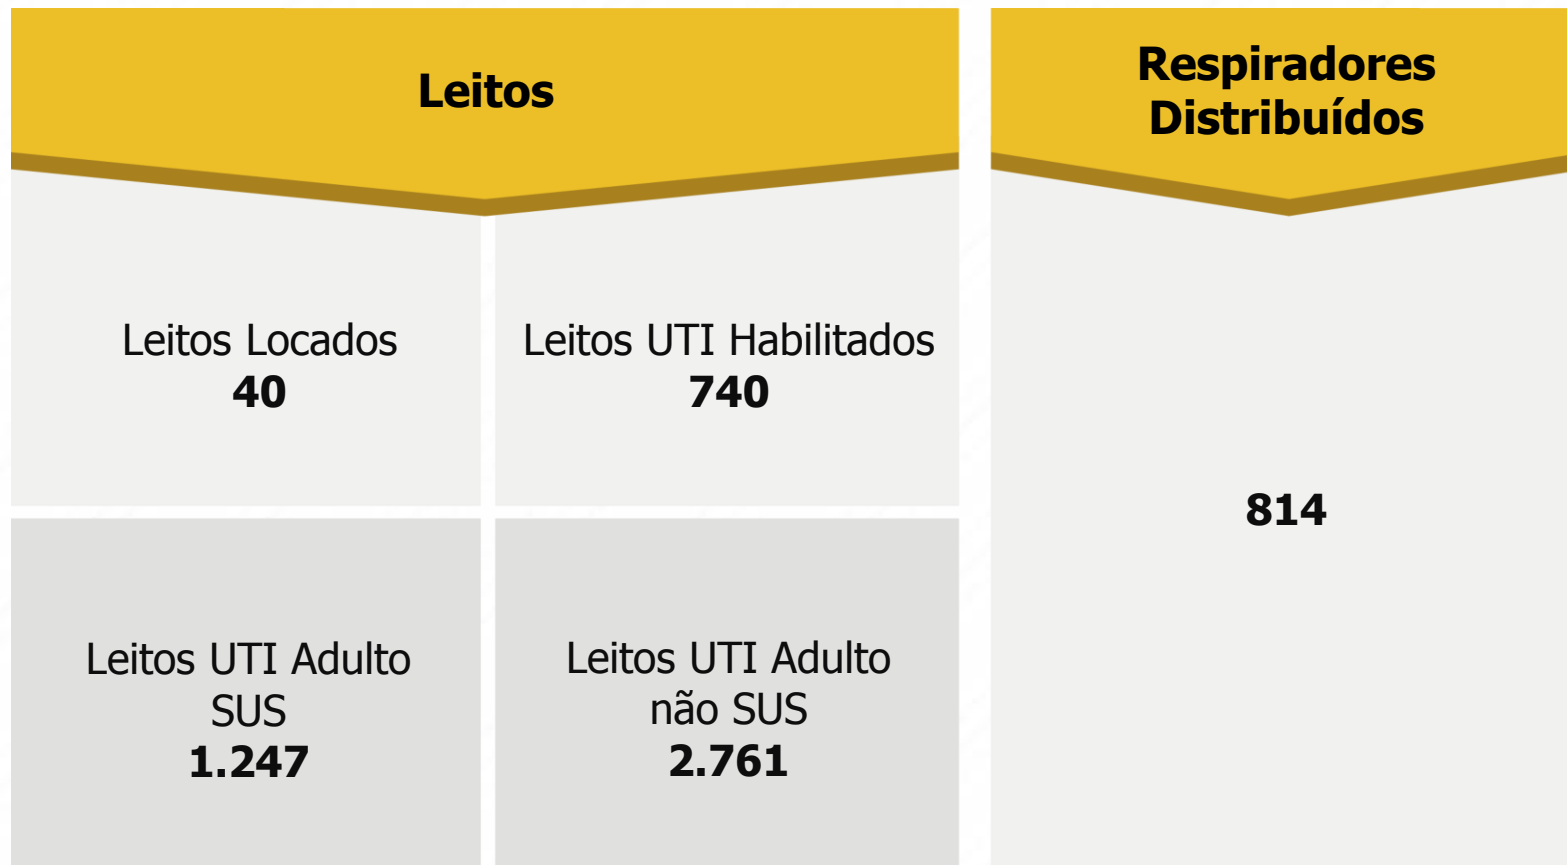 Leitos
Leitos Locados
40
Leitos UTI Habilitados
740
Leitos UTI Adulto
SUS
1.247
Leitos UTI Adulto
não SUS
2.761
Respiradores
Distribuídos
814